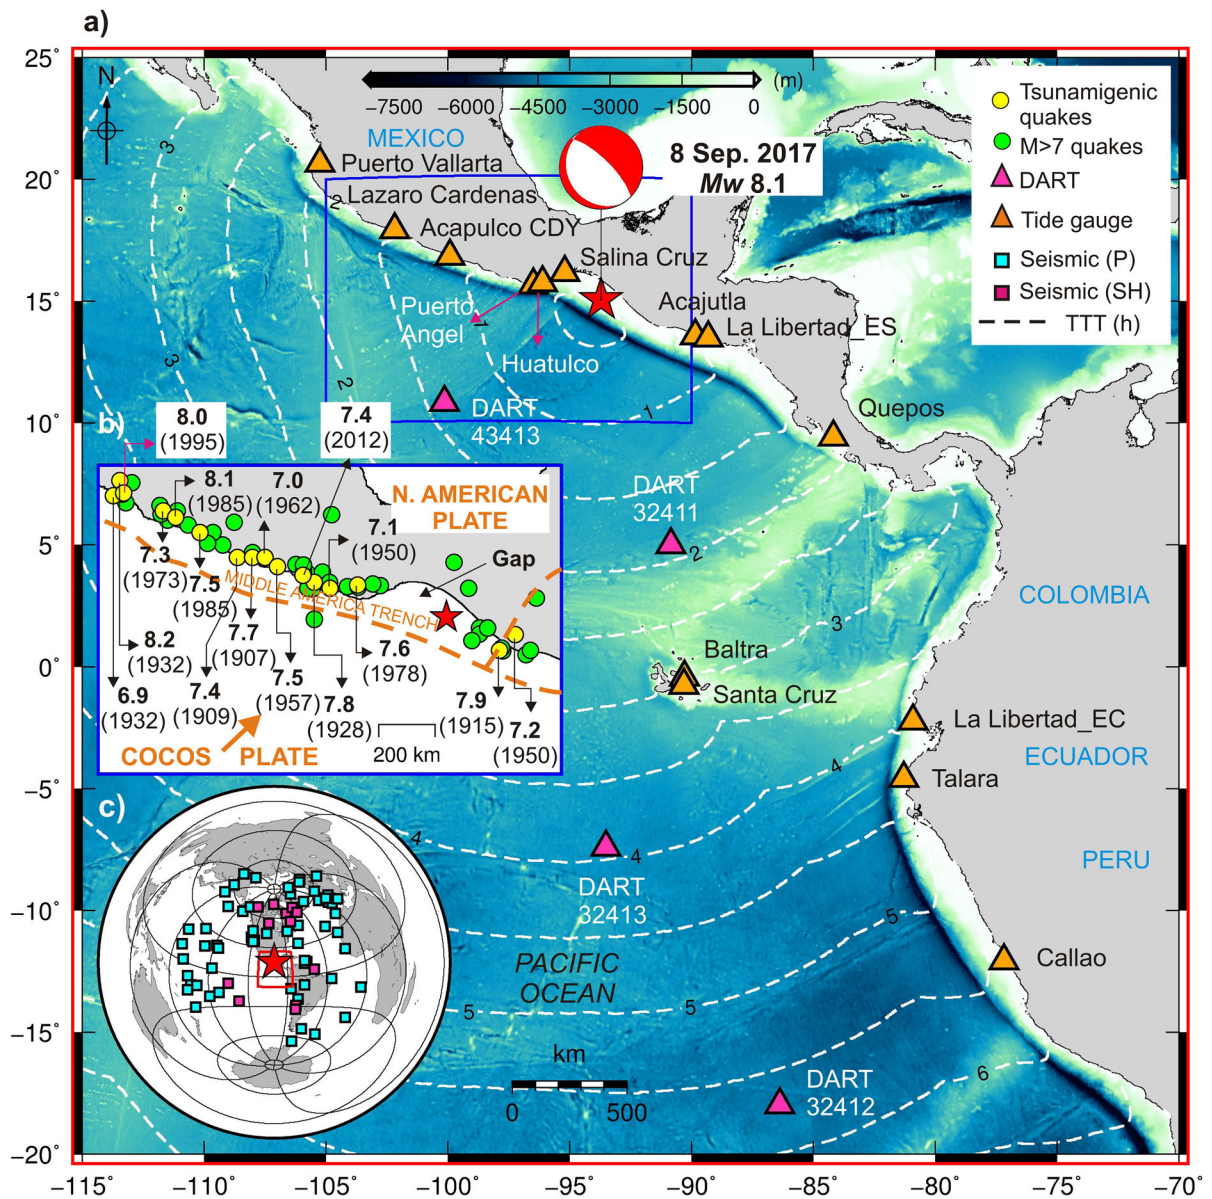 a)
25°
20°
15°
10°
5°
0°
−5°
−10°
−15°
−20°
−115
−110
−105
−100
−95
−90
−85
−80
−75
−70°
N
−7500
−6000
−4500
−3000
−1500
0
(m)
MEXICO
8 Sep. 2017
Mw 8.1
Tsunamigenic
quakes
M>7 quakes
DART
Tide gauge
Seismic (P)
Seismic (SH)
TTT (h)
Puerto Vallarta
Lazaro Cardenas
Acapulco CDY
Salina Cruz
Puerto
Angel
Huatulco
Acajutla
La Libertad_ES
Quepos
DART
43413
DART
32411
Baltra
Santa Cruz
La Libertad_EC
Talara
Callao
COLOMBIA
ECUADOR
PERU
DART
32413
DART
32412
PACIFIC
OCEAN
km
0
500
3
3
2
2
1
1
2
3
4
4
4
5
5
5
6
b)
8.0
(1995)
7.4
(2012)
8.1
(1985)
7.0
(1962)
N. AMERICAN
PLATE
7.1
(1950)
Gap
7.3
(1973)
7.5
(1985)
MIDDLE AMERICA TRENCH
8.2
(1932)
7.7
(1907)
7.6
(1978)
6.9
(1932)
7.4
(1909)
7.5
(1957)
7.8
(1928)
7.9
(1915)
7.2
(1950)
200 km
COCOS PLATE
c)